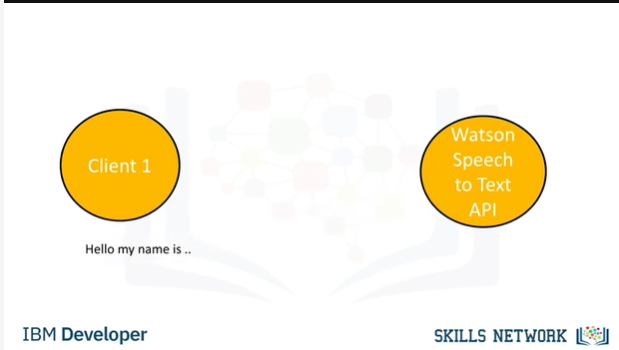 Client 1
Watson
Speech
to Text
API
Hello my name is ..
IBM Developer
SKILLS NETWORK